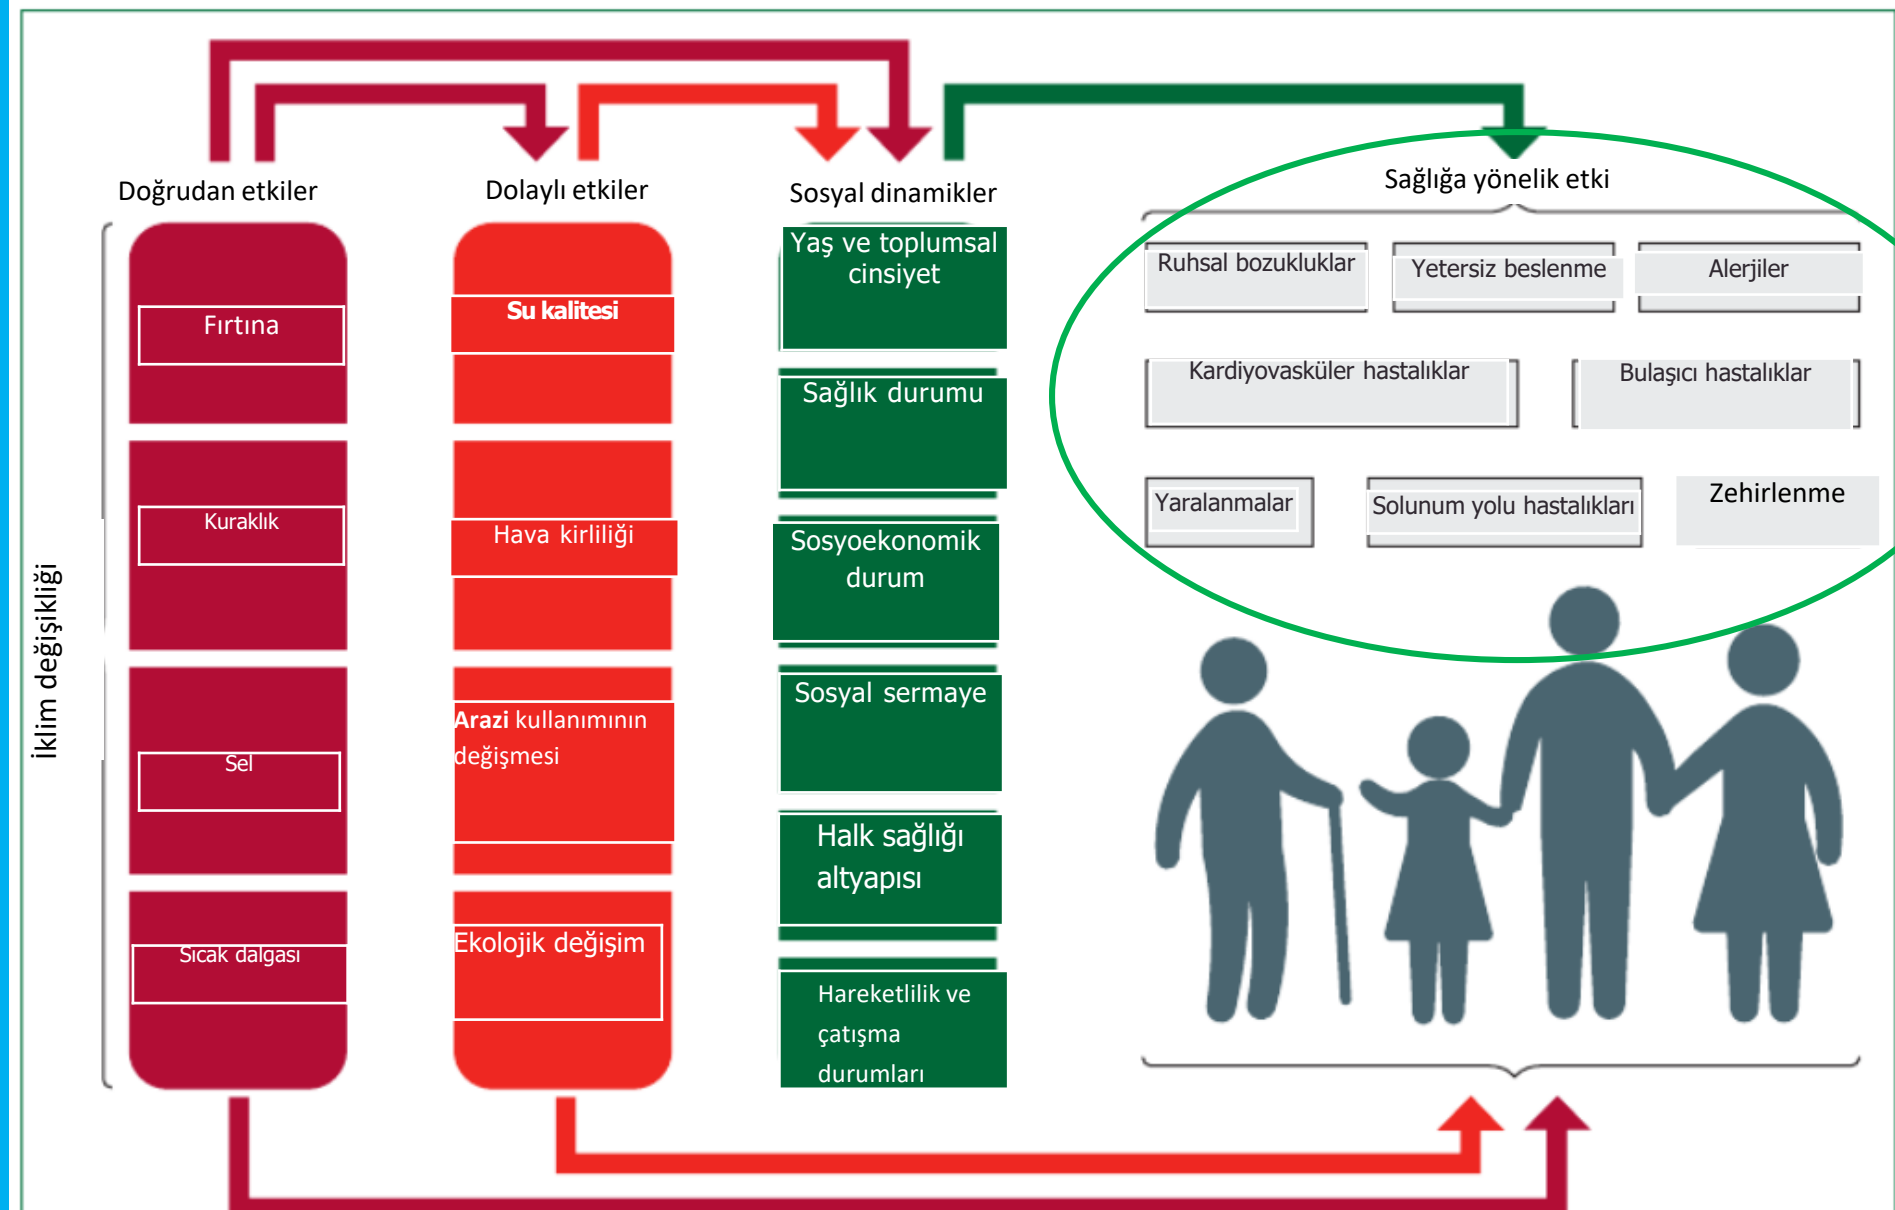 Doğrudan etkiler
Dolaylı etkiler
Sosyal dinamikler
Sağlığa yönelik etki
İklim değişikliği
Fırtına
Kuraklık
Sel
Sıcak dalgası
Su kalitesi
Hava kirliliği
Arazi kullanımının
değişmesi
Ekolojik değişim
Yaş ve toplumsal
cinsiyet
Sağlık durumu
Sosyoekonomik
durum
Sosyal sermaye
Halk sağlığı
altyapısı
Hareketlilik ve
çatışma
durumları
Ruhsal bozukluklar
Yetersiz beslenme
Alerjiler
Kardiyovasküler hastalıklar
Bulaşıcı hastalıklar
Yaralanmalar
Solunum yolu hastalıkları
Zehirlenme